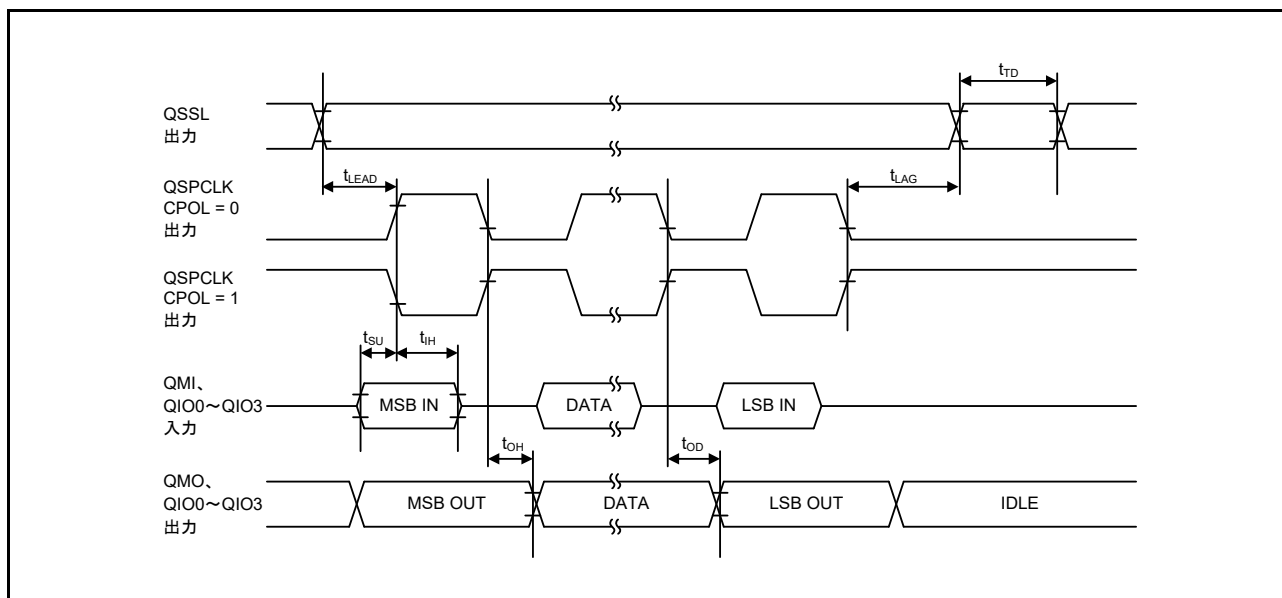 tTD
QSSL
出力
tLEAD
tLAG
QSPCLK
CPOL = 0
出力
QSPCLK
CPOL = 1
出力
tSU
tIH
QMI、
QIO0～QIO3
入力
MSB IN
DATA
LSB IN
tOH
tOD
QMO、
QIO0～QIO3
出力
MSB OUT
DATA
LSB OUT
IDLE